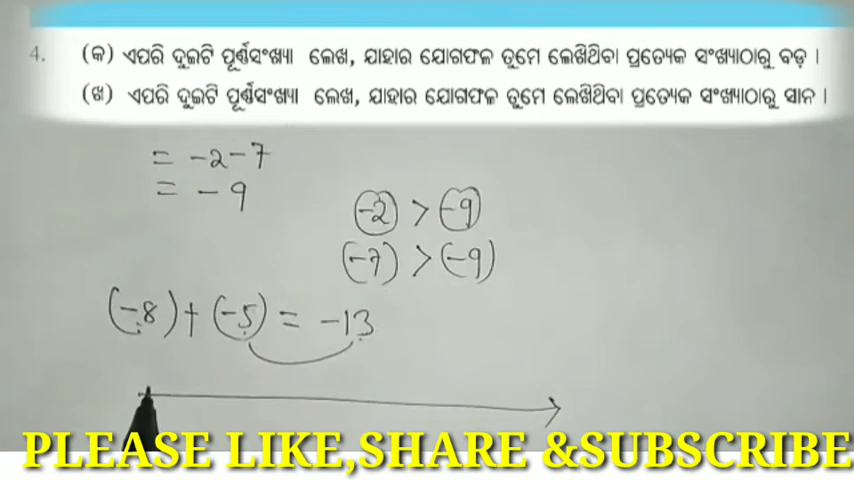 4. (କ) ଏପରି ଦୁଇଟି ପୂର୍ଣ୍ଣସଂଖ୍ୟା ଲେଖ, ଯାହାର ଯୋଗଫଳ ତୁମେ ଲେଖିଥିବା ପ୍ରତ୍ୟେକ ସଂଖ୍ୟାଠାରୁ ବଡ଼ ।
(ଖ) ଏପରି ଦୁଇଟି ପୂର୍ଣ୍ଣସଂଖ୍ୟା ଲେଖ, ଯାହାର ଯୋଗଫଳ ତୁମେ ଲେଖିଥିବା ପ୍ରତ୍ୟେକ ସଂଖ୍ୟାଠାରୁ ସାନ ।
= -2-7
= -9
(-2) > (-9)
(-7) > (-9)
(-8) + (-5) = -13
PLEASE LIKE,SHARE &SUBSCRIBE